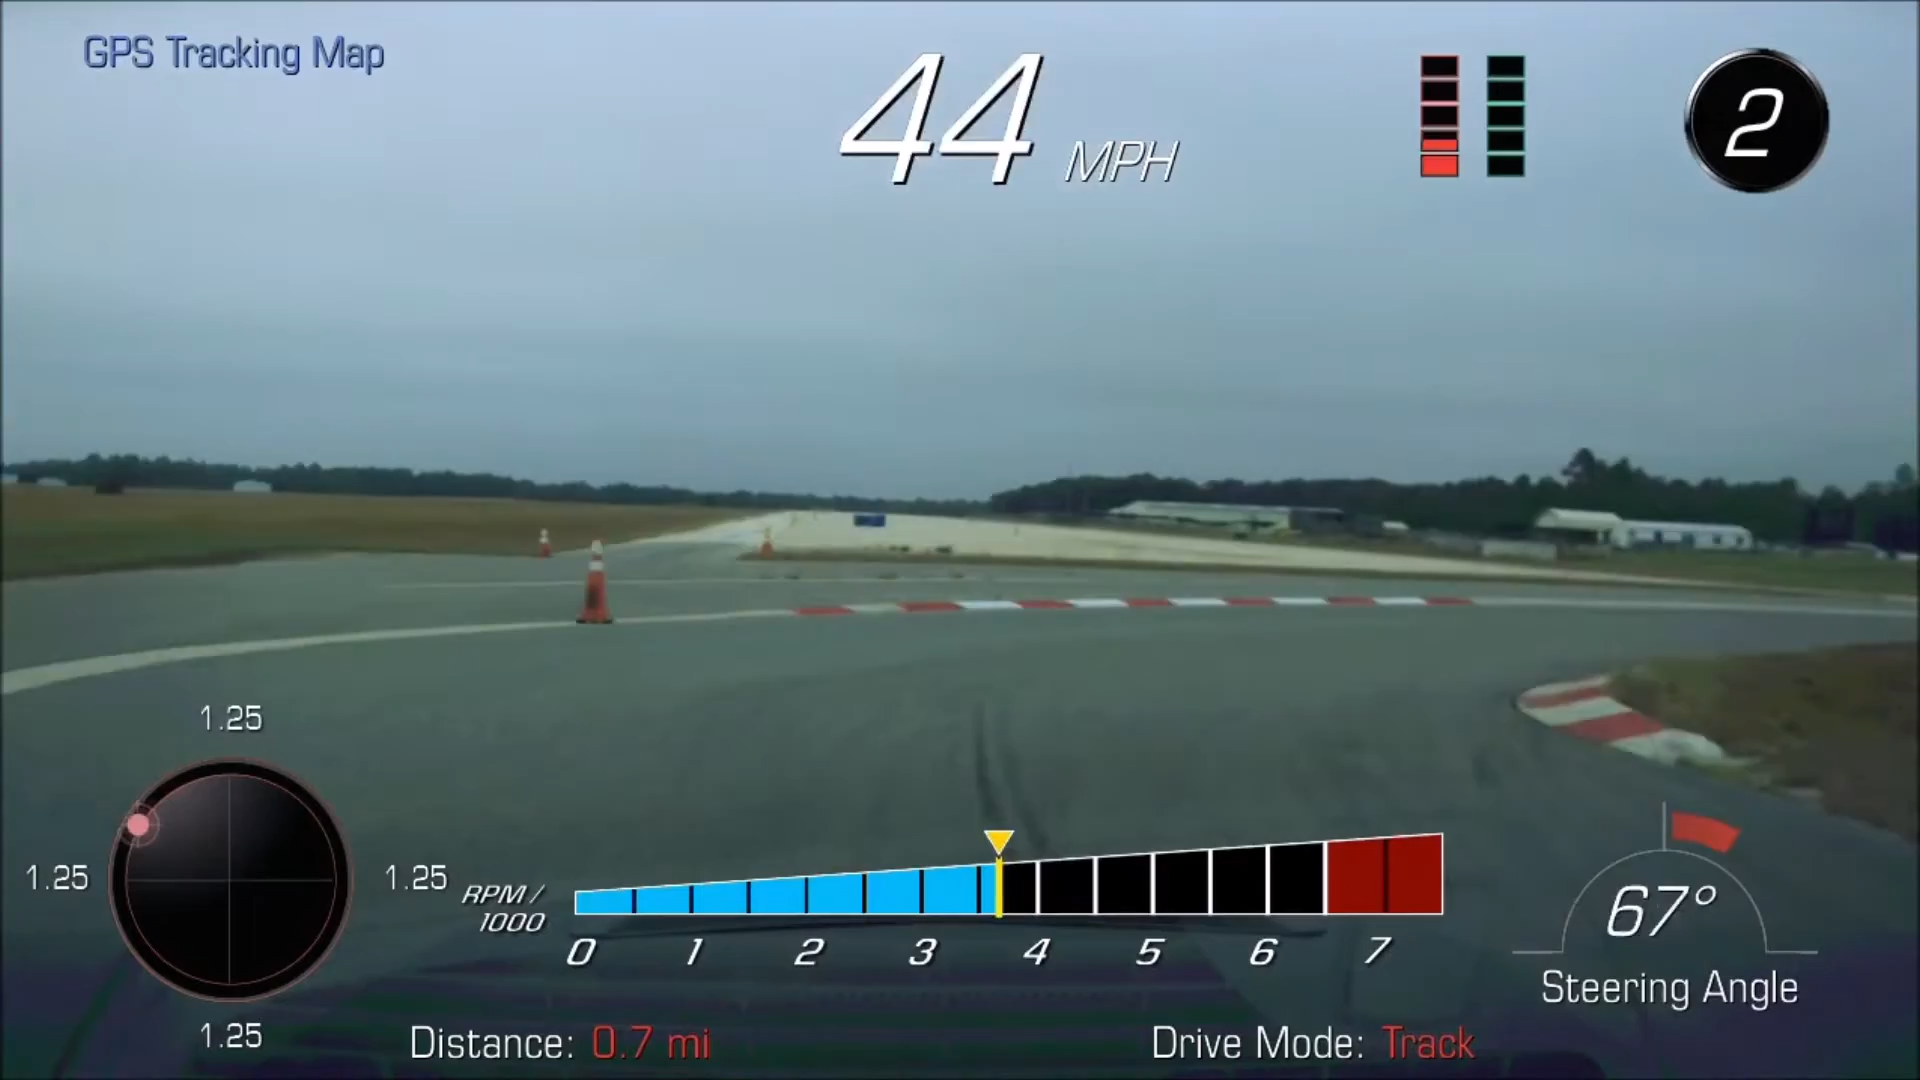 GPS Tracking Map
44 MPH
2
1.25
1.25
1.25
RPM/
1000
0 1 2 3 4 5 6 7
67°
Steering Angle
1.25
Distance: 0.7 mi
Drive Mode: Track